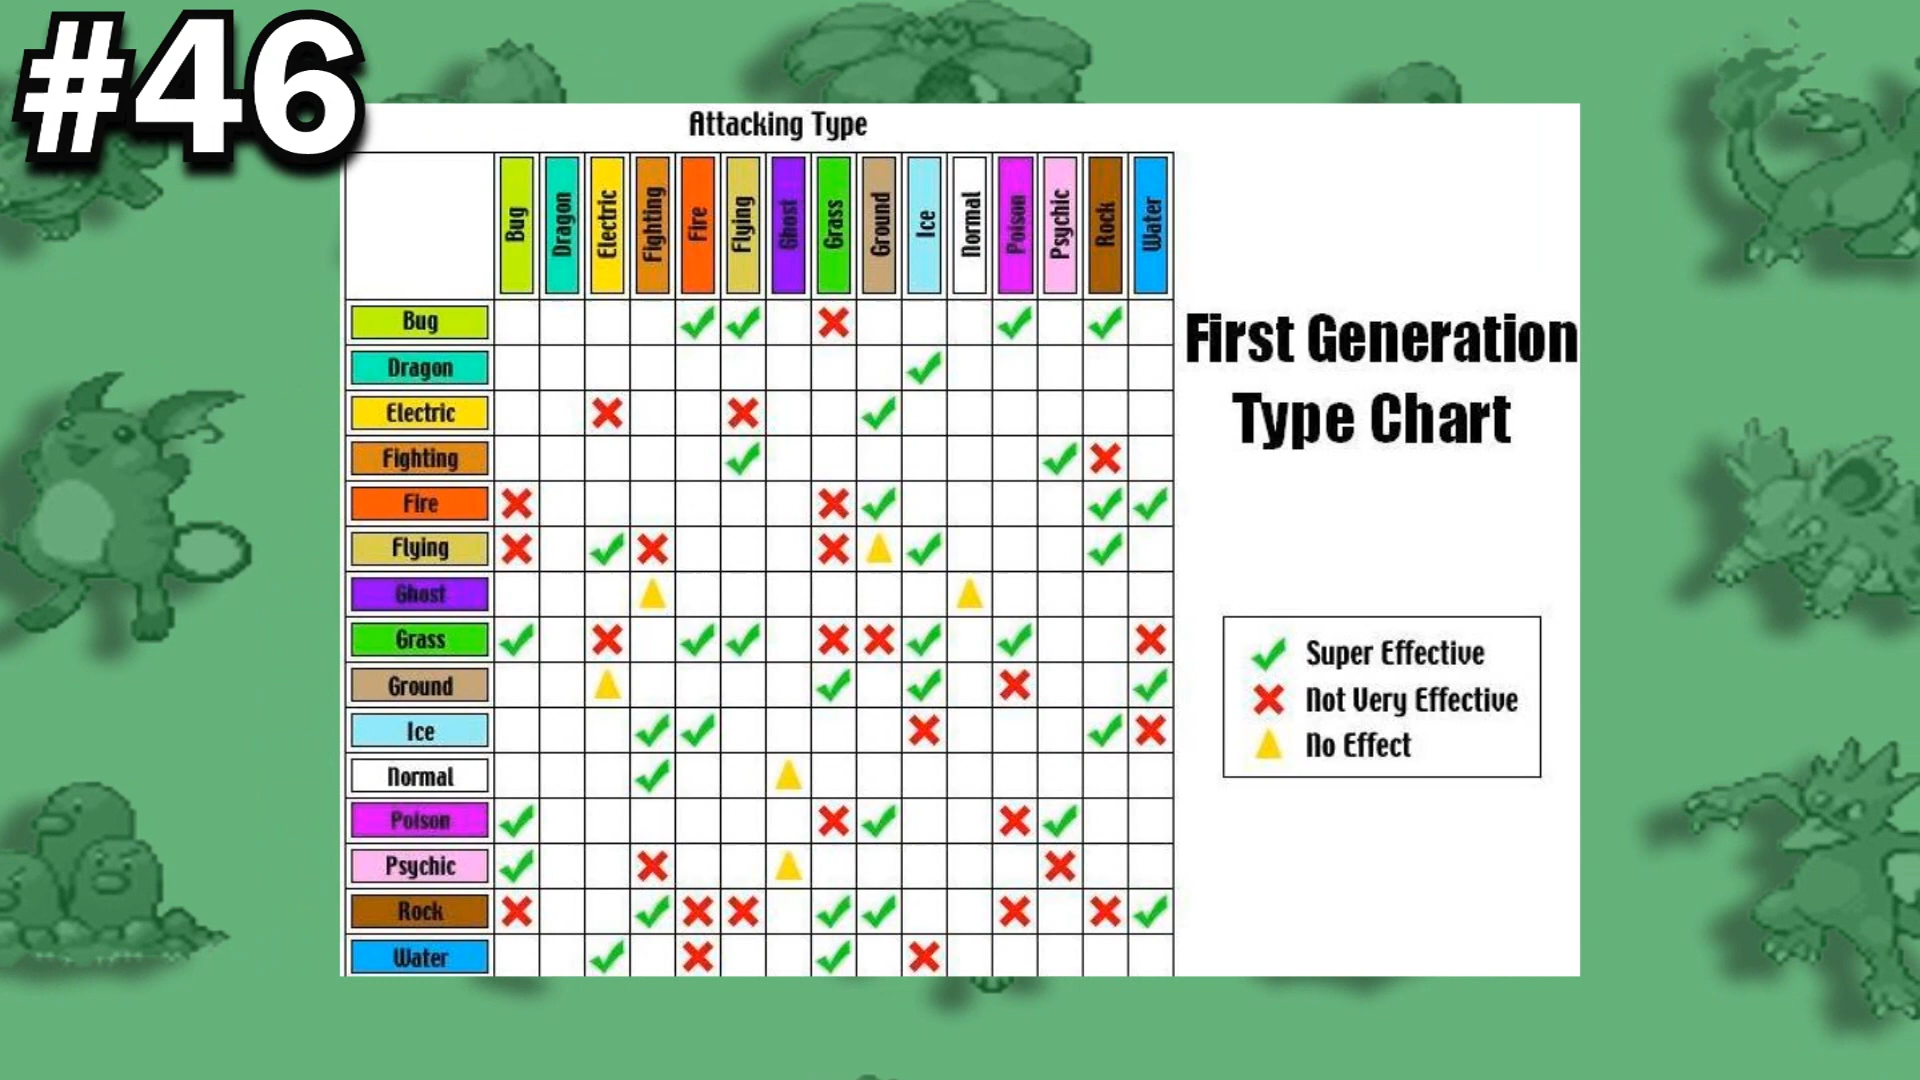 #46
Attacking Type
Bug
Dragon
Electric
Fighting
Fire
Flying
Ghost
Grass
Ground
Ice
Normal
Poison
Psychic
Rock
Water
Bug
Dragon
Electric
Fighting
Fire
Flying
Ghost
Grass
Ground
Ice
Normal
Poison
Psychic
Rock
Water
First Generation
Type Chart
Super Effective
Not Very Effective
No Effect